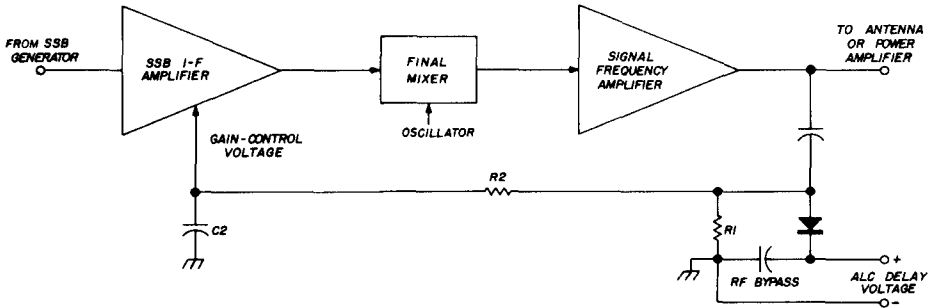 FROM SSB
GENERATOR
SSB I-F
AMPLIFIER
FINAL
MIXER
OSCILLATOR
SIGNAL
FREQUENCY
AMPLIFIER
TO ANTENNA
OR POWER
AMPLIFIER
GAIN-CONTROL
VOLTAGE
R2
C2
R1
RF BYPASS
+
ALC DELAY
VOLTAGE
-